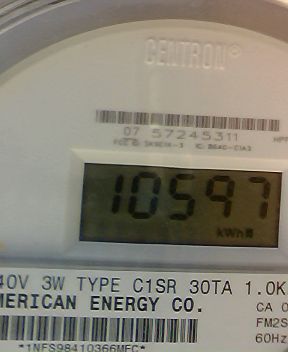 CENTRON®
07 57245311
10597
kWh
40V 3W TYPE C1SR 30TA 1.0K
MERICAN ENERGY CO.
CA 0
FM2S
60Hz
*1NFS98410366MFC*